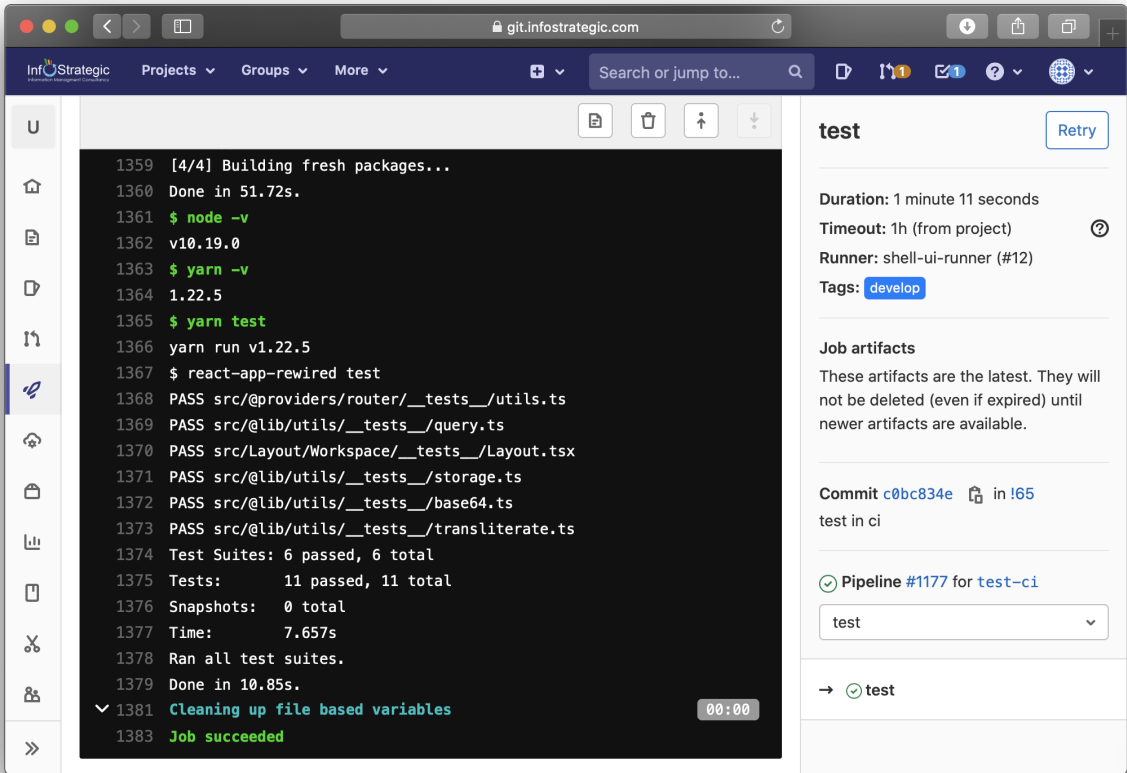 git.infostrategic.com
InfoStrategic
Information Management Consultancy
Projects
Groups
More
Search or jump to...
1
1
U
1359 [4/4] Building fresh packages...
1360 Done in 51.72s.
1361 $ node -v
1362 v10.19.0
1363 $ yarn -v
1364 1.22.5
1365 $ yarn test
1366 yarn run v1.22.5
1367 $ react-app-rewired test
1368 PASS src/@providers/router/__tests__/utils.ts
1369 PASS src/@lib/utils/__tests__/query.ts
1370 PASS src/Layout/Workspace/__tests__/Layout.tsx
1371 PASS src/@lib/utils/__tests__/storage.ts
1372 PASS src/@lib/utils/__tests__/base64.ts
1373 PASS src/@lib/utils/__tests__/transliterate.ts
1374 Test Suites: 6 passed, 6 total
1375 Tests: 11 passed, 11 total
1376 Snapshots: 0 total
1377 Time: 7.657s
1378 Ran all test suites.
1379 Done in 10.85s.
1381 Cleaning up file based variables 00:00
1383 Job succeeded
test
Retry
Duration: 1 minute 11 seconds
Timeout: 1h (from project)
Runner: shell-ui-runner (#12)
Tags: develop
Job artifacts
These artifacts are the latest. They will
not be deleted (even if expired) until
newer artifacts are available.
Commit c0bc834e in !65
test in ci
Pipeline #1177 for test-ci
test
→ test